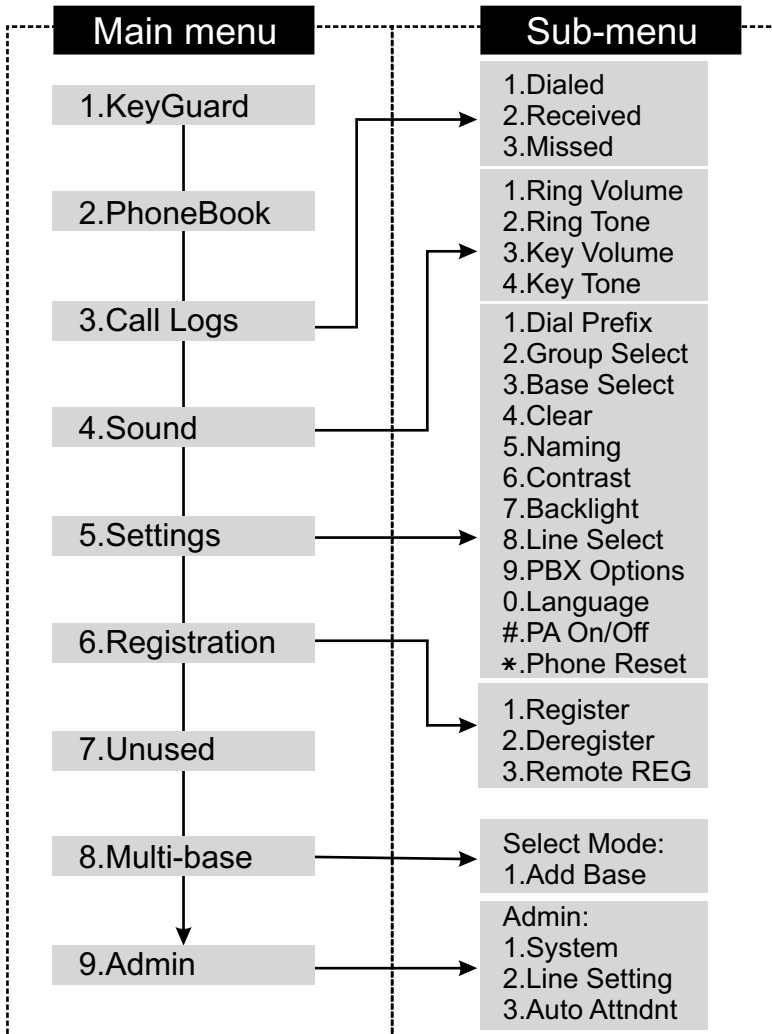 Main menu
1.KeyGuard
2.PhoneBook
3.Call Logs
4.Sound
5.Settings
6.Registration
7.Unused
8.Multi-base
9.Admin
Sub-menu
1.Dialed
2.Received
3.Missed
1.Ring Volume
2.Ring Tone
3.Key Volume
4.Key Tone
1.Dial Prefix
2.Group Select
3.Base Select
4.Clear
5.Naming
6.Contrast
7.Backlight
8.Line Select
9.PBX Options
0.Language
#.PA On/Off
*.Phone Reset
1.Register
2.Deregister
3.Remote REG
Select Mode:
1.Add Base
Admin:
1.System
2.Line Setting
3.Auto Attndnt